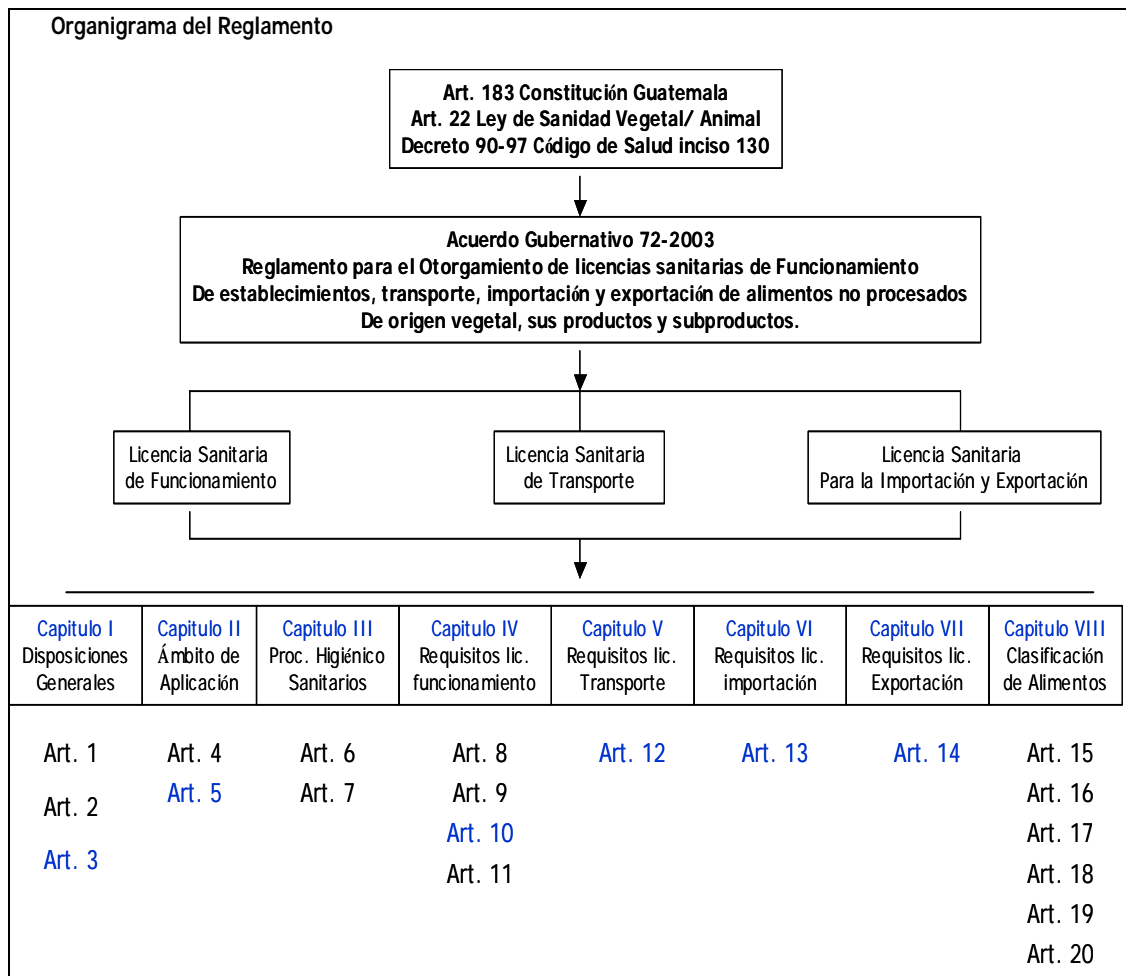 Organigrama del Reglamento
Art. 183 Constitución Guatemala
Art. 22 Ley de Sanidad Vegetal/ Animal
Decreto 90-97 Código de Salud inciso 130
Acuerdo Gubernativo 72-2003
Reglamento para el Otorgamiento de licencias sanitarias de Funcionamiento
De establecimientos, transporte, importación y exportación de alimentos no procesados
De origen vegetal, sus productos y subproductos.
Licencia Sanitaria
de Funcionamiento
Licencia Sanitaria
de Transporte
Licencia Sanitaria
Para la Importación y Exportación
Capitulo I
Disposiciones
Generales
Capitulo II
Ámbito de
Aplicación
Capitulo III
Proc. Higiénico
Sanitarios
Capitulo IV
Requisitos lic.
funcionamiento
Capitulo V
Requisitos lic.
Transporte
Capitulo VI
Requisitos lic.
importación
Capitulo VII
Requisitos lic.
Exportación
Capitulo VIII
Clasificación
de Alimentos
Art. 1
Art. 2
Art. 3
Art. 4
Art. 5
Art. 6
Art. 7
Art. 8
Art. 9
Art. 10
Art. 11
Art. 12
Art. 13
Art. 14
Art. 15
Art. 16
Art. 17
Art. 18
Art. 19
Art. 20